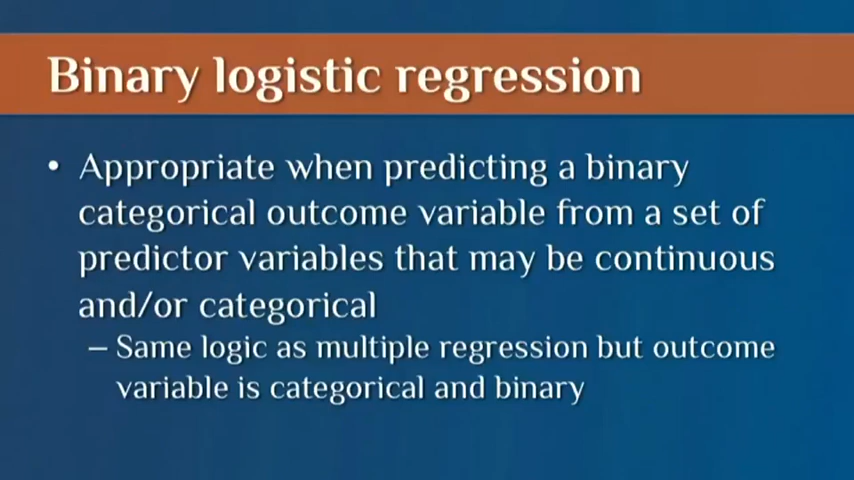 Binary logistic regression
• Appropriate when predicting a binary
categorical outcome variable from a set of
predictor variables that may be continuous
and/or categorical
– Same logic as multiple regression but outcome
variable is categorical and binary